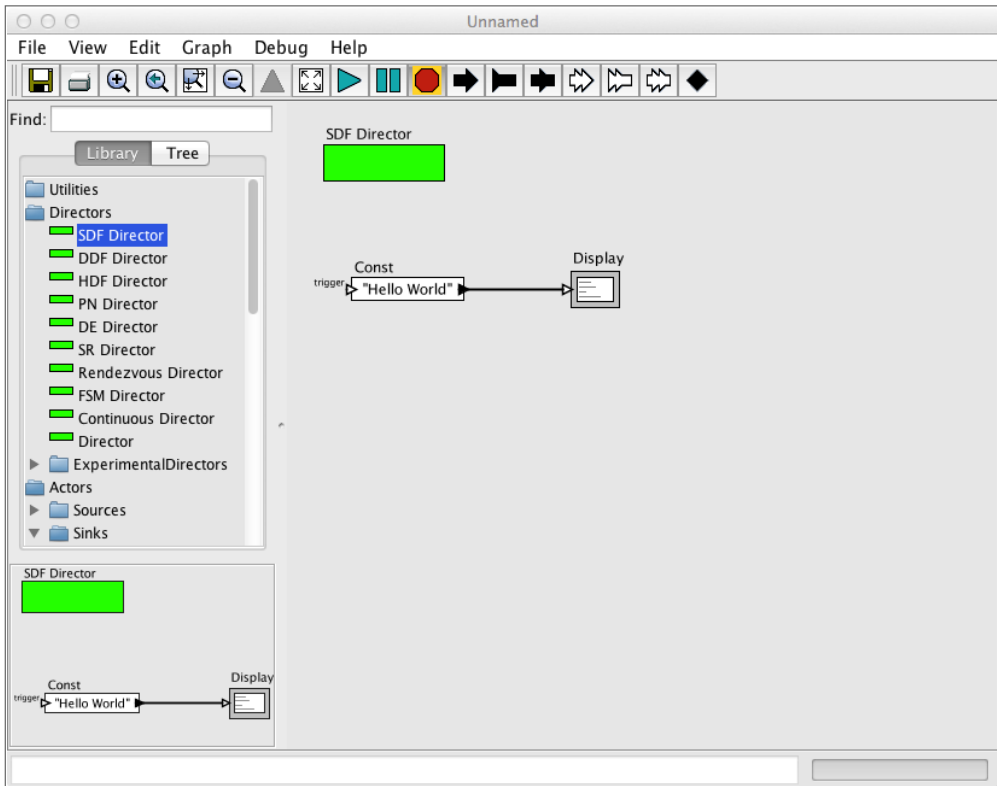 Unnamed
File View Edit Graph Debug Help
Find:
Library Tree
Utilities
Directors
SDF Director
DDF Director
HDF Director
PN Director
DE Director
SR Director
Rendezvous Director
FSM Director
Continuous Director
Director
ExperimentalDirectors
Actors
Sources
Sinks
SDF Director
Const
trigger "Hello World"
Display
SDF Director
Const
trigger "Hello World"
Display